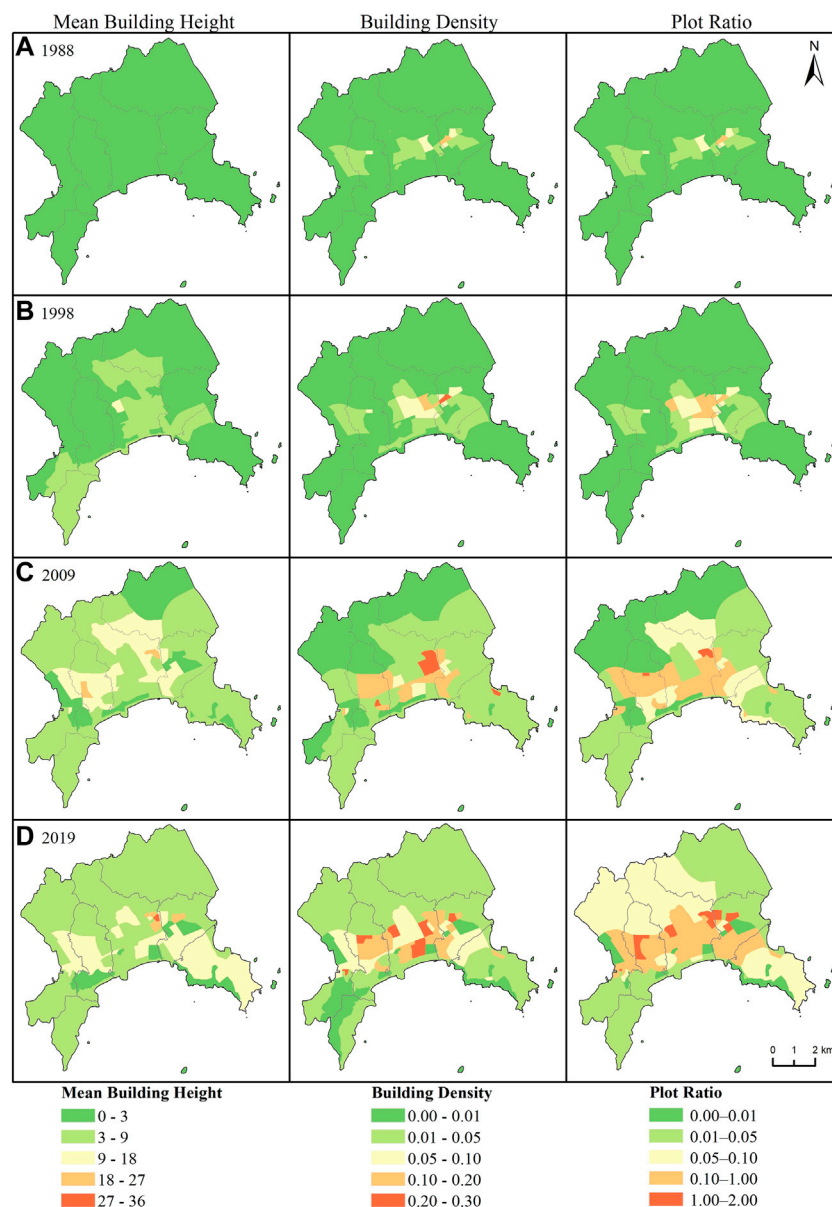 Mean Building Height Building Density Plot Ratio
A 1988
N
B 1998
C 2009
D 2019
0 1 2 km
Mean Building Height
0 - 3
3 - 9
9 - 18
18 - 27
27 - 36
Building Density
0.00 - 0.01
0.01 - 0.05
0.05 - 0.10
0.10 - 0.20
0.20 - 0.30
Plot Ratio
0.00–0.01
0.01–0.05
0.05–0.10
0.10–1.00
1.00–2.00